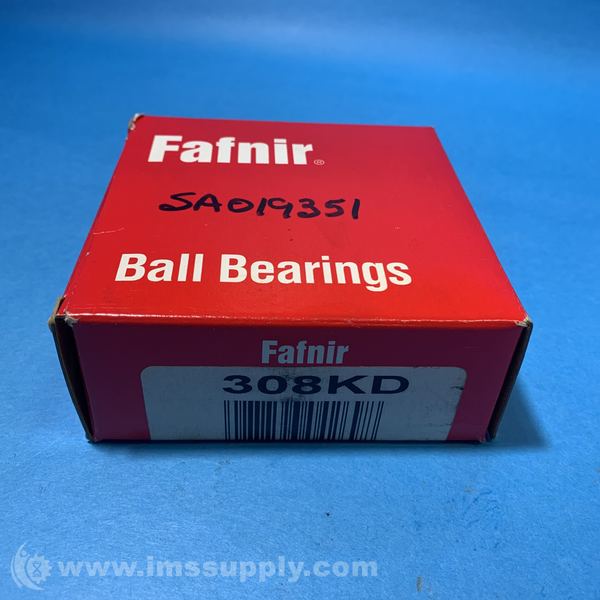 Fafnir®
SA019351
Ball Bearings
Fafnir
308KD
www.imssupply.com